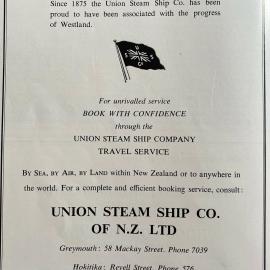 Since 1875 the Union Steam Ship Co. has been
proud to have been associated with the progress
of Westland.
For unrivalled service
BOOK WITH CONFIDENCE
through the
UNION STEAM SHIP COMPANY
TRAVEL SERVICE
By Sea, by Air, by Land within New Zealand or to anywhere in
the world. For a complete and efficient booking service, consult:
UNION STEAM SHIP CO.
OF N.Z. LTD
Greymouth: 58 Mackay Street. Phone 7039
Hokitika: Revell Street. Phone 576